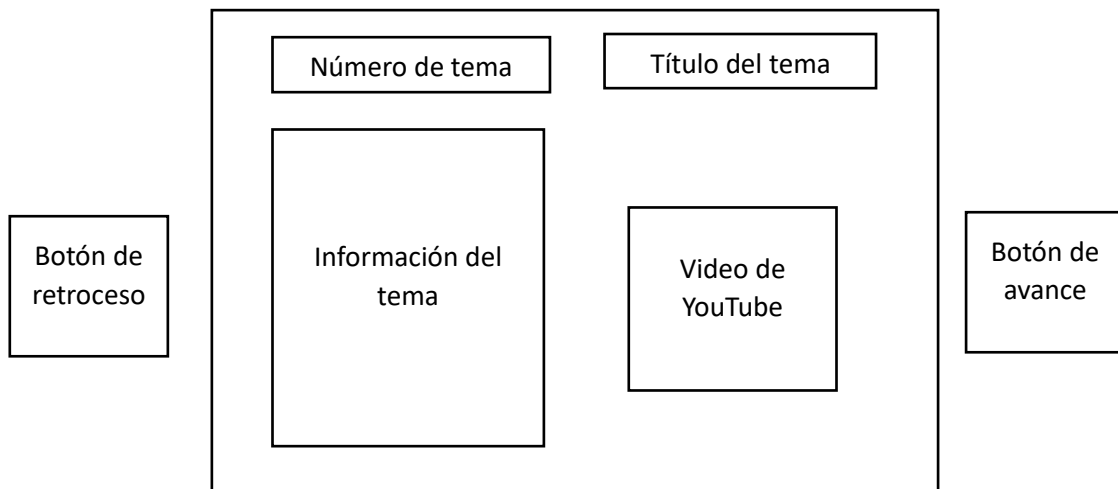 Número de tema
Título del tema
Botón de
retroceso
Información del
tema
Video de
YouTube
Botón de
avance